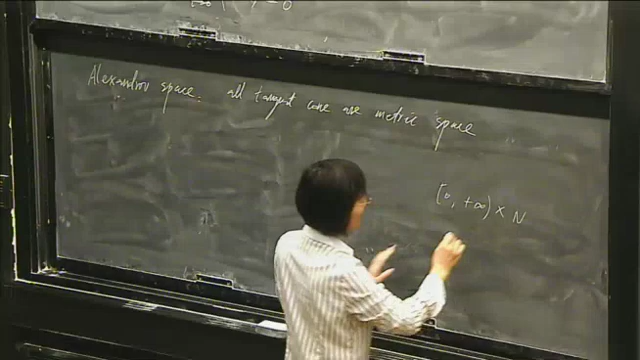 Alexandrov space. all tangent cone are metric space
[0, +∞) × N